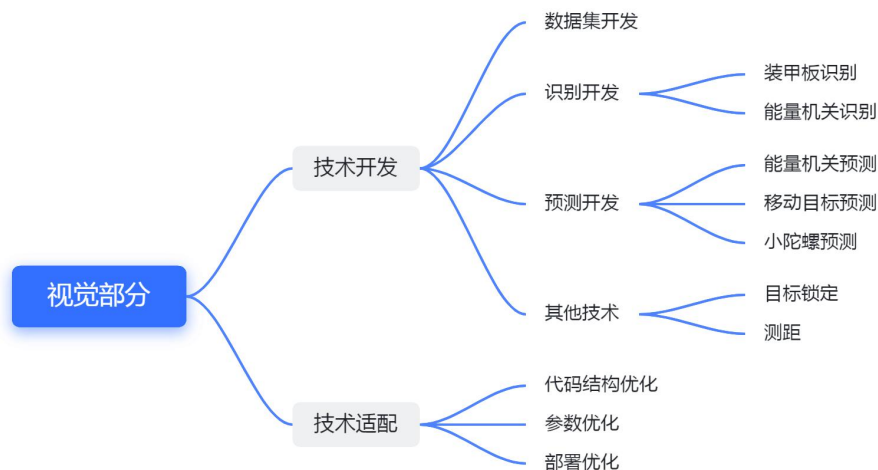 视觉部分
技术开发
数据集开发
识别开发
装甲板识别
能量机关识别
预测开发
能量机关预测
移动目标预测
小陀螺预测
其他技术
目标锁定
测距
技术适配
代码结构优化
参数优化
部署优化